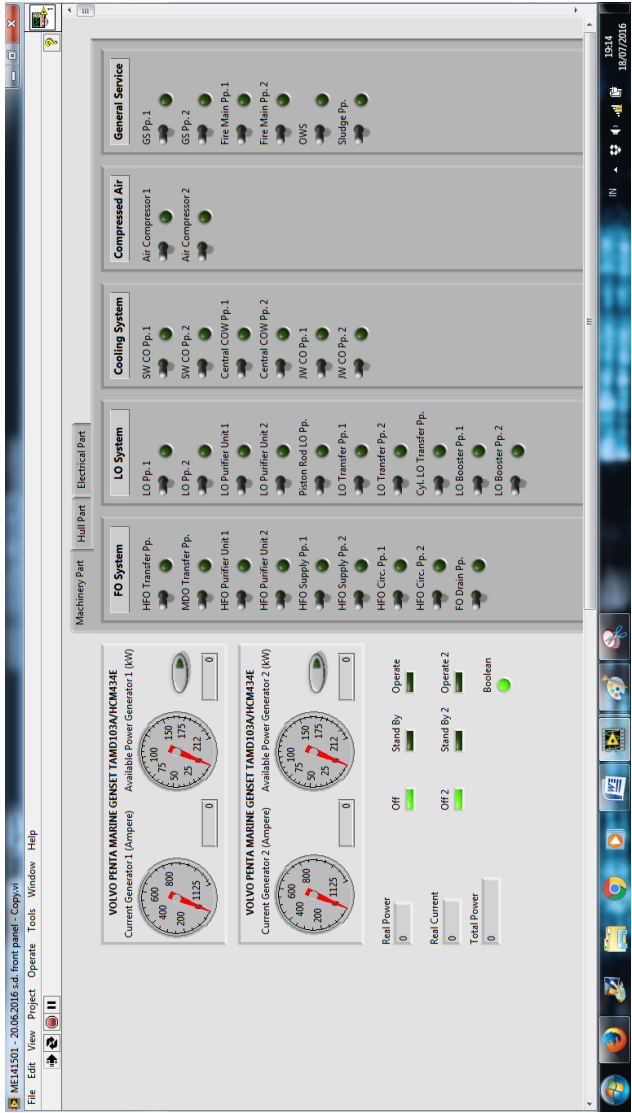 ME141501 - 20.06.2016 s.d. front panel - Copy.vi
File Edit View Project Operate Tools Window Help
VOLVO PENTA MARINE GENSET TAMD103A/HCM434E
Current Generator 1 (Ampere)
Available Power Generator 1 (kW)
200 400 600 800 1125
0
25 50 75 100 150 175 212
0
VOLVO PENTA MARINE GENSET TAMD103A/HCM434E
Current Generator 2 (Ampere)
Available Power Generator 2 (kW)
200 400 600 800 1125
0
25 50 75 100 150 175 212
0
Real Power
0
Real Current
0
Total Power
0
Off
Stand By
Operate
Off 2
Stand By 2
Operate 2
Boolean
Machinery Part
Hull Part
Electrical Part
FO System
HFO Transfer Pp.
MDO Transfer Pp.
HFO Purifier Unit 1
HFO Purifier Unit 2
HFO Supply Pp. 1
HFO Supply Pp. 2
HFO Circ. Pp. 1
HFO Circ. Pp. 2
FO Drain Pp.
LO System
LO Pp. 1
LO Pp. 2
LO Purifier Unit 1
LO Purifier Unit 2
Piston Rod LO Pp.
LO Transfer Pp. 1
LO Transfer Pp. 2
Cyl. LO Transfer Pp.
LO Booster Pp. 1
LO Booster Pp. 2
Cooling System
SW CO Pp. 1
SW CO Pp. 2
Central COW Pp. 1
Central COW Pp. 2
JW CO Pp. 1
JW CO Pp. 2
Compressed Air
Air Compressor 1
Air Compressor 2
General Service
GS Pp. 1
GS Pp. 2
Fire Main Pp. 1
Fire Main Pp. 2
OWS
Sludge Pp.
IN
19:14
18/07/2016